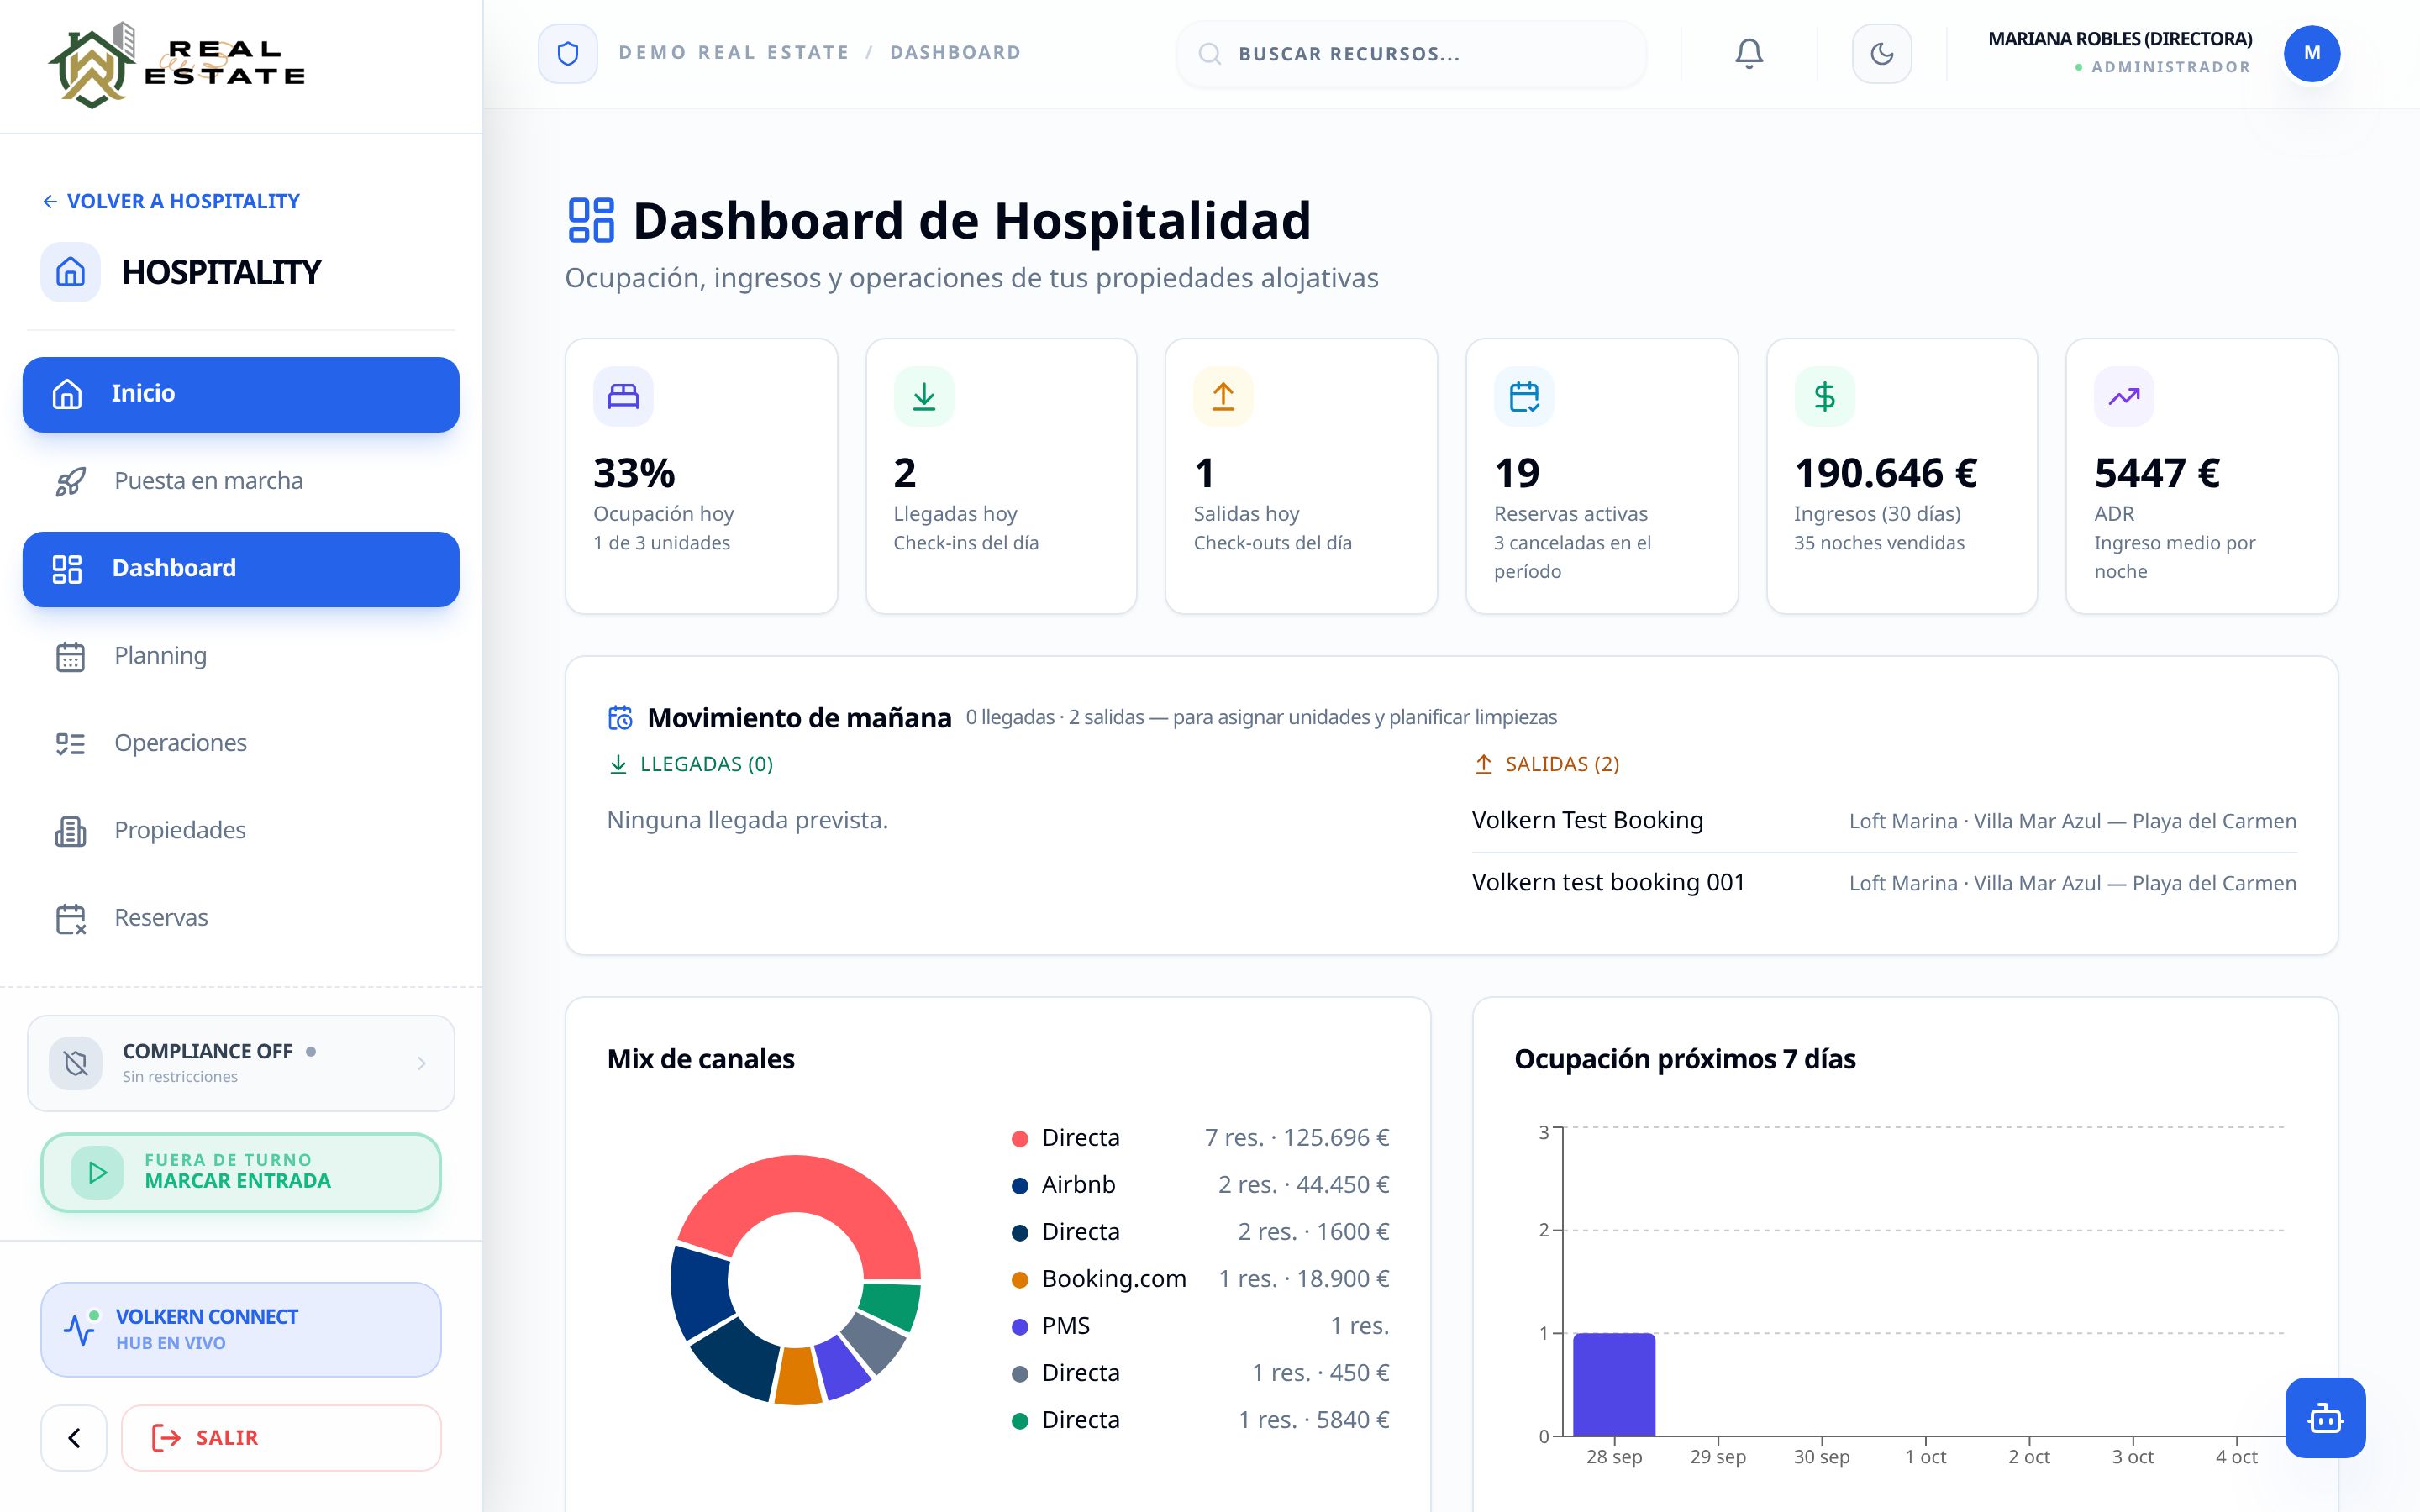 REAL
ESTATE
DEMO REAL ESTATE / DASHBOARD
BUSCAR RECURSOS...
MARIANA ROBLES (DIRECTORA)
ADMINISTRADOR
M
VOLVER A HOSPITALITY
HOSPITALITY
Inicio
Puesta en marcha
Dashboard
Planning
Operaciones
Propiedades
Reservas
COMPLIANCE OFF
Sin restricciones
FUERA DE TURNO
MARCAR ENTRADA
VOLKERN CONNECT
HUB EN VIVO
SALIR
Dashboard de Hospitalidad
Ocupación, ingresos y operaciones de tus propiedades alojativas
33%
Ocupación hoy
1 de 3 unidades
2
Llegadas hoy
Check-ins del día
1
Salidas hoy
Check-outs del día
19
Reservas activas
3 canceladas en el
período
190.646 €
Ingresos (30 días)
35 noches vendidas
5447 €
ADR
Ingreso medio por
noche
Movimiento de mañana 0 llegadas · 2 salidas — para asignar unidades y planificar limpiezas
LLEGADAS (0)
Ninguna llegada prevista.
SALIDAS (2)
Volkern Test Booking Loft Marina · Villa Mar Azul — Playa del Carmen
Volkern test booking 001 Loft Marina · Villa Mar Azul — Playa del Carmen
Mix de canales
Directa 7 res. · 125.696 €
Airbnb 2 res. · 44.450 €
Directa 2 res. · 1600 €
Booking.com 1 res. · 18.900 €
PMS 1 res.
Directa 1 res. · 450 €
Directa 1 res. · 5840 €
Ocupación próximos 7 días
3
2
1
0
28 sep 29 sep 30 sep 1 oct 2 oct 3 oct 4 oct